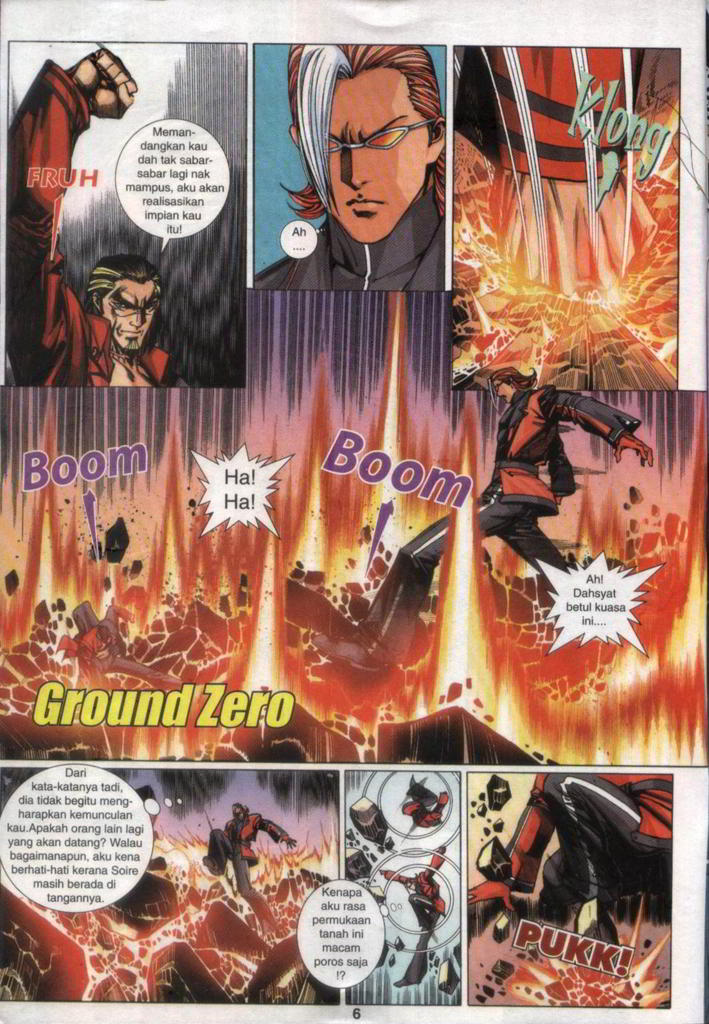 FRUH
Meman-
dangkan kau
dah tak sabar-
sabar lagi nak
mampus, aku akan
realisasikan
impian kau
itu!
Ah
....
Klong
Boom
Ha!
Ha!
Boom
Ah!
Dahsyat
betul kuasa
ini....
Ground Zero
Dari
kata-katanya tadi,
dia tidak begitu meng-
harapkan kemunculan
kau.Apakah orang lain lagi
yang akan datang? Walau
bagaimanapun, aku kena
berhati-hati kerana Soire
masih berada di
tangannya.
Kenapa
aku rasa
permukaan
tanah ini
macam
poros saja
!?
PUKK!
6